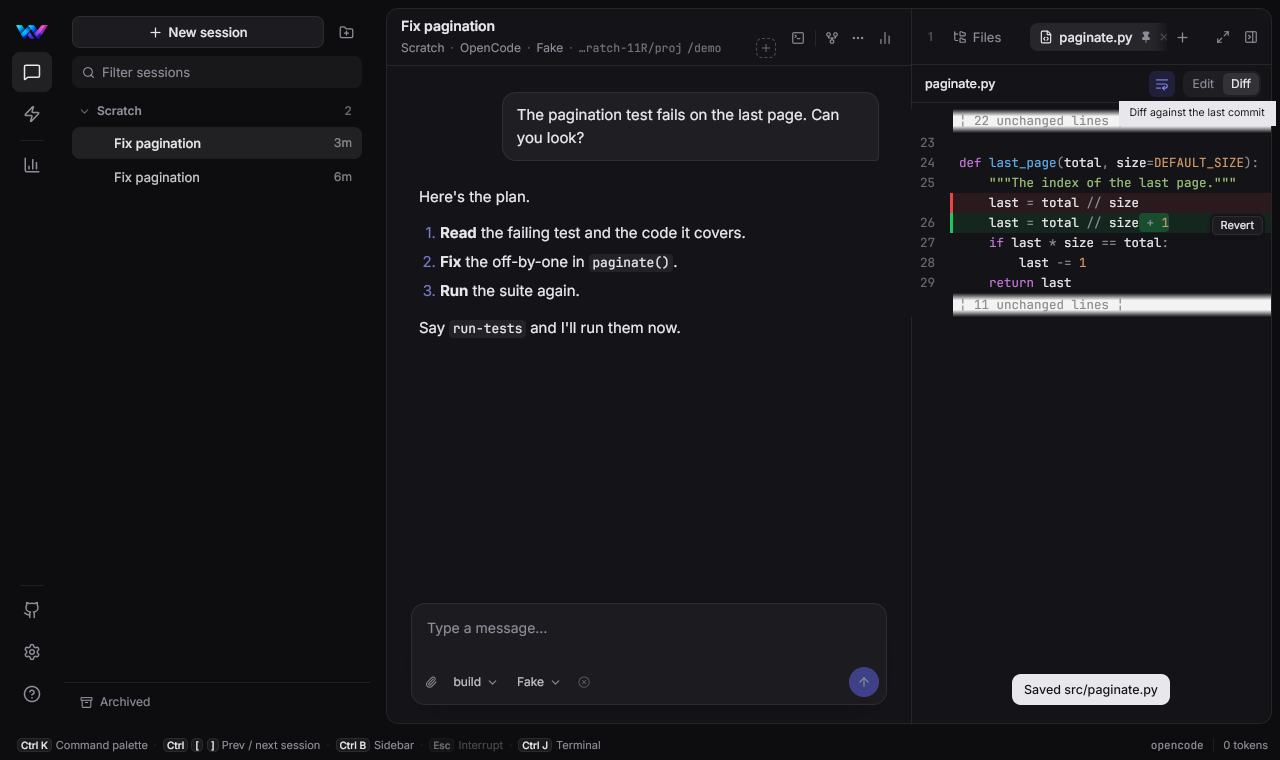 New session
Filter sessions
Scratch 2
Fix pagination 3m
Fix pagination 6m
Archived
Fix pagination
Scratch · OpenCode · Fake · …ratch-11R/proj /demo
The pagination test fails on the last page. Can
you look?
Here's the plan.
1. Read the failing test and the code it covers.
2. Fix the off-by-one in paginate().
3. Run the suite again.
Say run-tests and I'll run them now.
Type a message...
build
Fake
1 Files paginate.py
paginate.py
Edit Diff
Diff against the last commit
22 unchanged lines
23
24 def last_page(total, size=DEFAULT_SIZE):
25 """The index of the last page."""
last = total // size
26 last = total // size + 1
Revert
27 if last * size == total:
28 last -= 1
29 return last
¦ 11 unchanged lines ¦
Saved src/paginate.py
Ctrl K Command palette · Ctrl [ ] Prev / next session · Ctrl B Sidebar · Esc Interrupt · Ctrl J Terminal
opencode 0 tokens